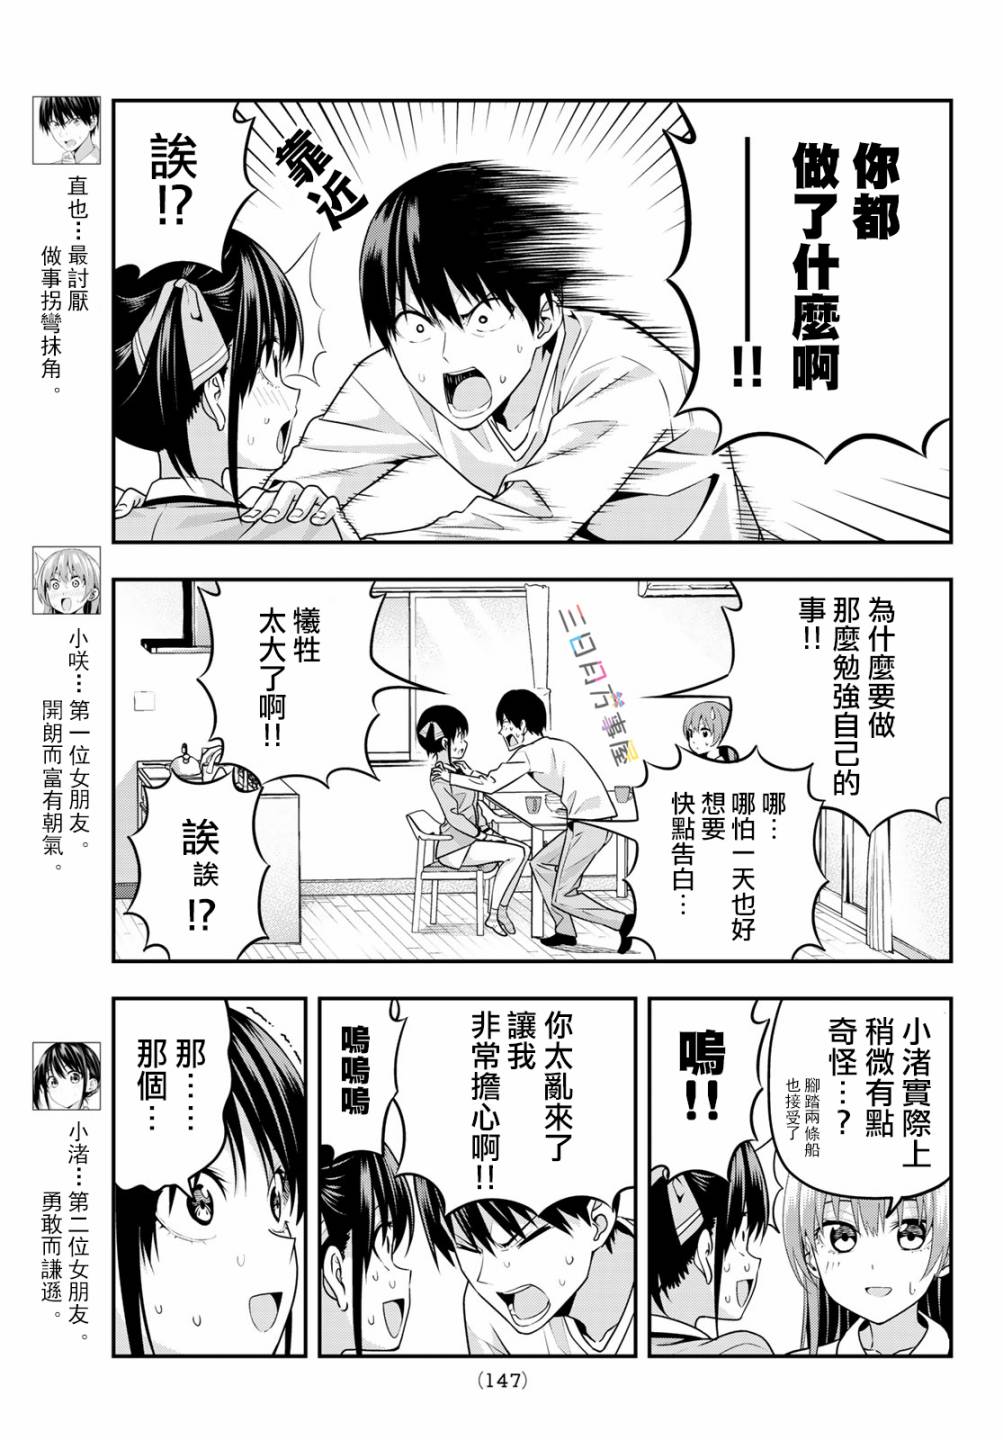 你都
做了什麼啊
——!!
靠近
誒!?
為什麼要做
那麼勉強自己的
事!!
哪…
哪怕一天也好
想要
快點告白…
犧牲
太大了啊!!
誒
誒!?
三日月万事屋
小渚實際上
稍微有點
奇怪…?
腳踏兩條船
也接受了
嗚!!
你太亂來了
讓我
非常擔心啊!!
嗚嗚嗚
那……
那個…
直也…最討厭
做事拐彎抹角。
小咲…第一位女朋友。
開朗而富有朝氣。
小渚…第二位女朋友。
勇敢而謙遜。
(147)